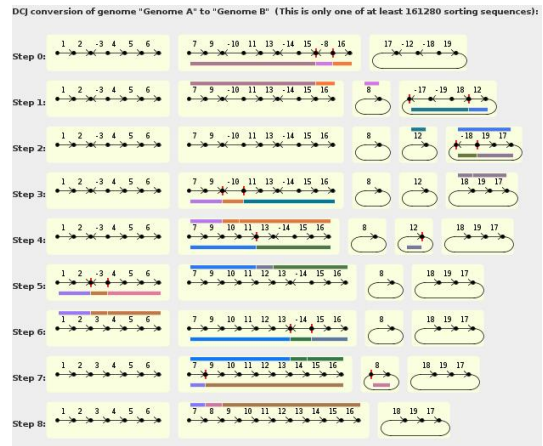 DCJ conversion of genome "Genome A" to "Genome B" (This is only one of at least 161280 sorting sequences):
Step 0: 1 2 -3 4 5 6 7 9 -10 11 13 -14 15 -8 16 17 -12 -18 19
Step 1: 1 2 -3 4 5 6 7 9 -10 11 13 -14 15 16 8 -17 -19 18 12
Step 2: 1 2 -3 4 5 6 7 9 -10 11 13 -14 15 16 8 12 -18 19 17
Step 3: 1 2 -3 4 5 6 7 9 -10 11 13 -14 15 16 8 12 18 19 17
Step 4: 1 2 -3 4 5 6 7 9 10 11 13 -14 15 16 8 12 18 19 17
Step 5: 1 2 -3 4 5 6 7 9 10 11 12 13 -14 15 16 8 18 19 17
Step 6: 1 2 3 4 5 6 7 9 10 11 12 13 -14 15 16 8 18 19 17
Step 7: 1 2 3 4 5 6 7 9 10 11 12 13 14 15 16 8 18 19 17
Step 8: 1 2 3 4 5 6 7 8 9 10 11 12 13 14 15 16 18 19 17